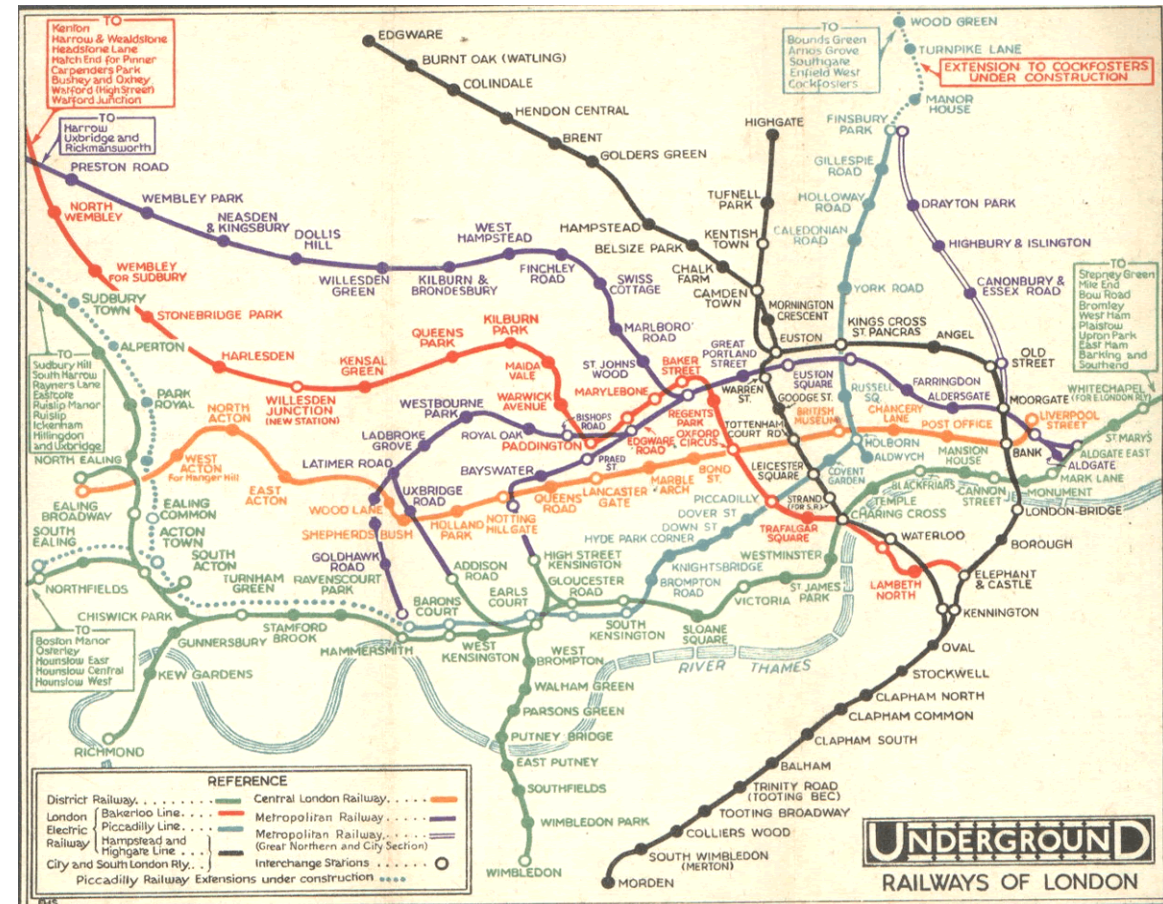 TO
Kenton
Harrow & Wealdstone
Headstone Lane
Hatch End for Pinner
Carpenders Park
Bushey and Oxhey
Watford (High Street)
Watford Junction
TO
Harrow
Uxbridge and
Rickmansworth
EDGWARE
BURNT OAK (WATLING)
COLINDALE
HENDON CENTRAL
BRENT
GOLDERS GREEN
HAMPSTEAD
BELSIZE PARK
CHALK
FARM
CAMDEN
TOWN
HIGHGATE
TUFNELL
PARK
KENTISH
TOWN
MORNINGTON
CRESCENT
EUSTON
TO
Bounds Green
Arnos Grove
Southgate
Enfield West
Cockfosters
WOOD GREEN
TURNPIKE LANE
EXTENSION TO COCKFOSTERS
UNDER CONSTRUCTION
MANOR
HOUSE
FINSBURY
PARK
GILLESPIE
ROAD
HOLLOWAY
ROAD
CALEDONIAN
ROAD
YORK ROAD
KINGS CROSS
ST PANCRAS
DRAYTON PARK
HIGHBURY & ISLINGTON
CANONBURY &
ESSEX ROAD
OLD
STREET
ANGEL
MOORGATE
TO
Stepney Green
Mile End
Bow Road
Bromley
West Ham
Plaistow
Upton Park
East Ham
Barking and
Southend
WHITECHAPEL
(FOR E LONDON RLY)
ST MARYS
ALDGATE EAST
ALDGATE
MARK LANE
MONUMENT
PRESTON ROAD
WEMBLEY PARK
NEASDEN
& KINGSBURY
DOLLIS
HILL
WILLESDEN
GREEN
KILBURN &
BRONDESBURY
WEST
HAMPSTEAD
FINCHLEY
ROAD
SWISS
COTTAGE
MARLBORO'
ROAD
ST JOHNS
WOOD
NORTH
WEMBLEY
WEMBLEY
FOR SUDBURY
STONEBRIDGE PARK
HARLESDEN
WILLESDEN
JUNCTION
(NEW STATION)
KENSAL
GREEN
QUEENS
PARK
KILBURN
PARK
MAIDA
VALE
WARWICK
AVENUE
PADDINGTON
EDGWARE
ROAD
MARYLEBONE
BAKER
STREET
REGENTS
PARK
OXFORD
CIRCUS
GREAT
PORTLAND
STREET
EUSTON
SQUARE
WARREN
ST.
GOODGE ST.
TOTTENHAM
COURT RD
RUSSELL
SQ.
FARRINGDON
ALDERSGATE
LIVERPOOL
STREET
BANK
SUDBURY
TOWN
ALPERTON
PARK
ROYAL
TO
Sudbury Hill
South Harrow
Rayners Lane
Eastcote
Ruislip Manor
Ruislip
Ickenham
Hillingdon
and Uxbridge
NORTH EALING
EALING
BROADWAY
EALING
COMMON
SOUTH
EALING
ACTON
TOWN
SOUTH
ACTON
NORTHFIELDS
NORTH
ACTON
WEST
ACTON
For Hanger Hill
EAST
ACTON
WOOD LANE
SHEPHERDS BUSH
HOLLAND
PARK
NOTTING
HILL GATE
QUEENS
ROAD
LANCASTER
GATE
MARBLE
ARCH
BOND
ST.
BRITISH
MUSEUM
CHANCERY
LANE
POST OFFICE
WESTBOURNE
PARK
ROYAL OAK
BISHOPS
ROAD
PRAED
ST
BAYSWATER
LADBROKE
GROVE
LATIMER ROAD
UXBRIDGE
ROAD
GOLDHAWK
ROAD
ADDISON
ROAD
HIGH STREET
KENSINGTON
GLOUCESTER
ROAD
EARLS
COURT
BARONS
COURT
HOLBORN
ALDWYCH
COVENT
GARDEN
LEICESTER
SQUARE
PICCADILLY
DOVER ST
DOWN ST
HYDE PARK CORNER
KNIGHTSBRIDGE
BROMPTON
ROAD
SOUTH
KENSINGTON
STRAND
(FOR S.R.)
TRAFALGAR
SQUARE
CHARING CROSS
TEMPLE
BLACKFRIARS
MANSION
HOUSE
CANNON
STREET
LONDON BRIDGE
BOROUGH
WATERLOO
LAMBETH
NORTH
ELEPHANT
& CASTLE
KENNINGTON
WESTMINSTER
ST JAMES
PARK
VICTORIA
SLOANE
SQUARE
TO
Boston Manor
Osterley
Hounslow East
Hounslow Central
Hounslow West
CHISWICK PARK
TURNHAM
GREEN
RAVENSCOURT
PARK
STAMFORD
BROOK
HAMMERSMITH
WEST
KENSINGTON
GUNNERSBURY
KEW GARDENS
RICHMOND
WEST
BROMPTON
WALHAM GREEN
PARSONS GREEN
PUTNEY BRIDGE
EAST PUTNEY
SOUTHFIELDS
WIMBLEDON PARK
WIMBLEDON
RIVER THAMES
OVAL
STOCKWELL
CLAPHAM NORTH
CLAPHAM COMMON
CLAPHAM SOUTH
BALHAM
TRINITY ROAD
(TOOTING BEC)
TOOTING BROADWAY
COLLIERS WOOD
SOUTH WIMBLEDON
(MERTON)
MORDEN
REFERENCE
District Railway
London Electric Railway
Bakerloo Line
Piccadilly Line
Hampstead and
Highgate Line
City and South London Rly.
Central London Railway
Metropolitan Railway
Metropolitan Railway
(Great Northern and City Section)
Interchange Stations
Piccadilly Railway Extensions under construction
UNDERGROUND
RAILWAYS OF LONDON